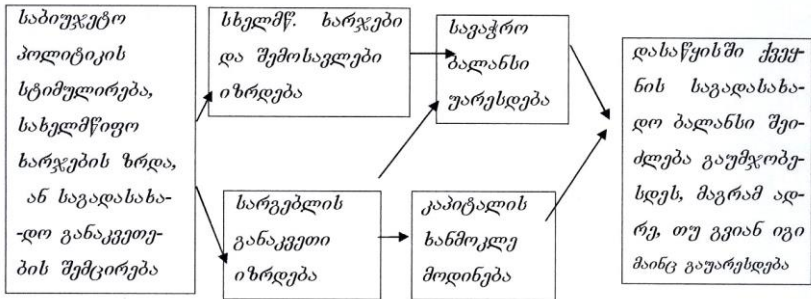 საბიუჯეტო
პოლიტიკის
სტიმულირება,
სახელმწიფო
ხარჯების ზრდა,
ან საგადასახა-
-დო განაკვეთე-
ბის შემცირება
სხელმწ. ხარჯები
და შემოსავლები
იზრდება
სავაჭრო
ბალანსი
უარესდება
სარგებლის
განაკვეთი
იზრდება
კაპიტალის
ხანმოკლე
მოდინება
დასაწყისში ქვეყ-
ნის საგადასახა-
დო ბალანსი შეი-
ძლება გაუმჯობე-
სდეს, მაგრამ ად-
რე, თუ გვიან იგი
მაინც გაუარესდება